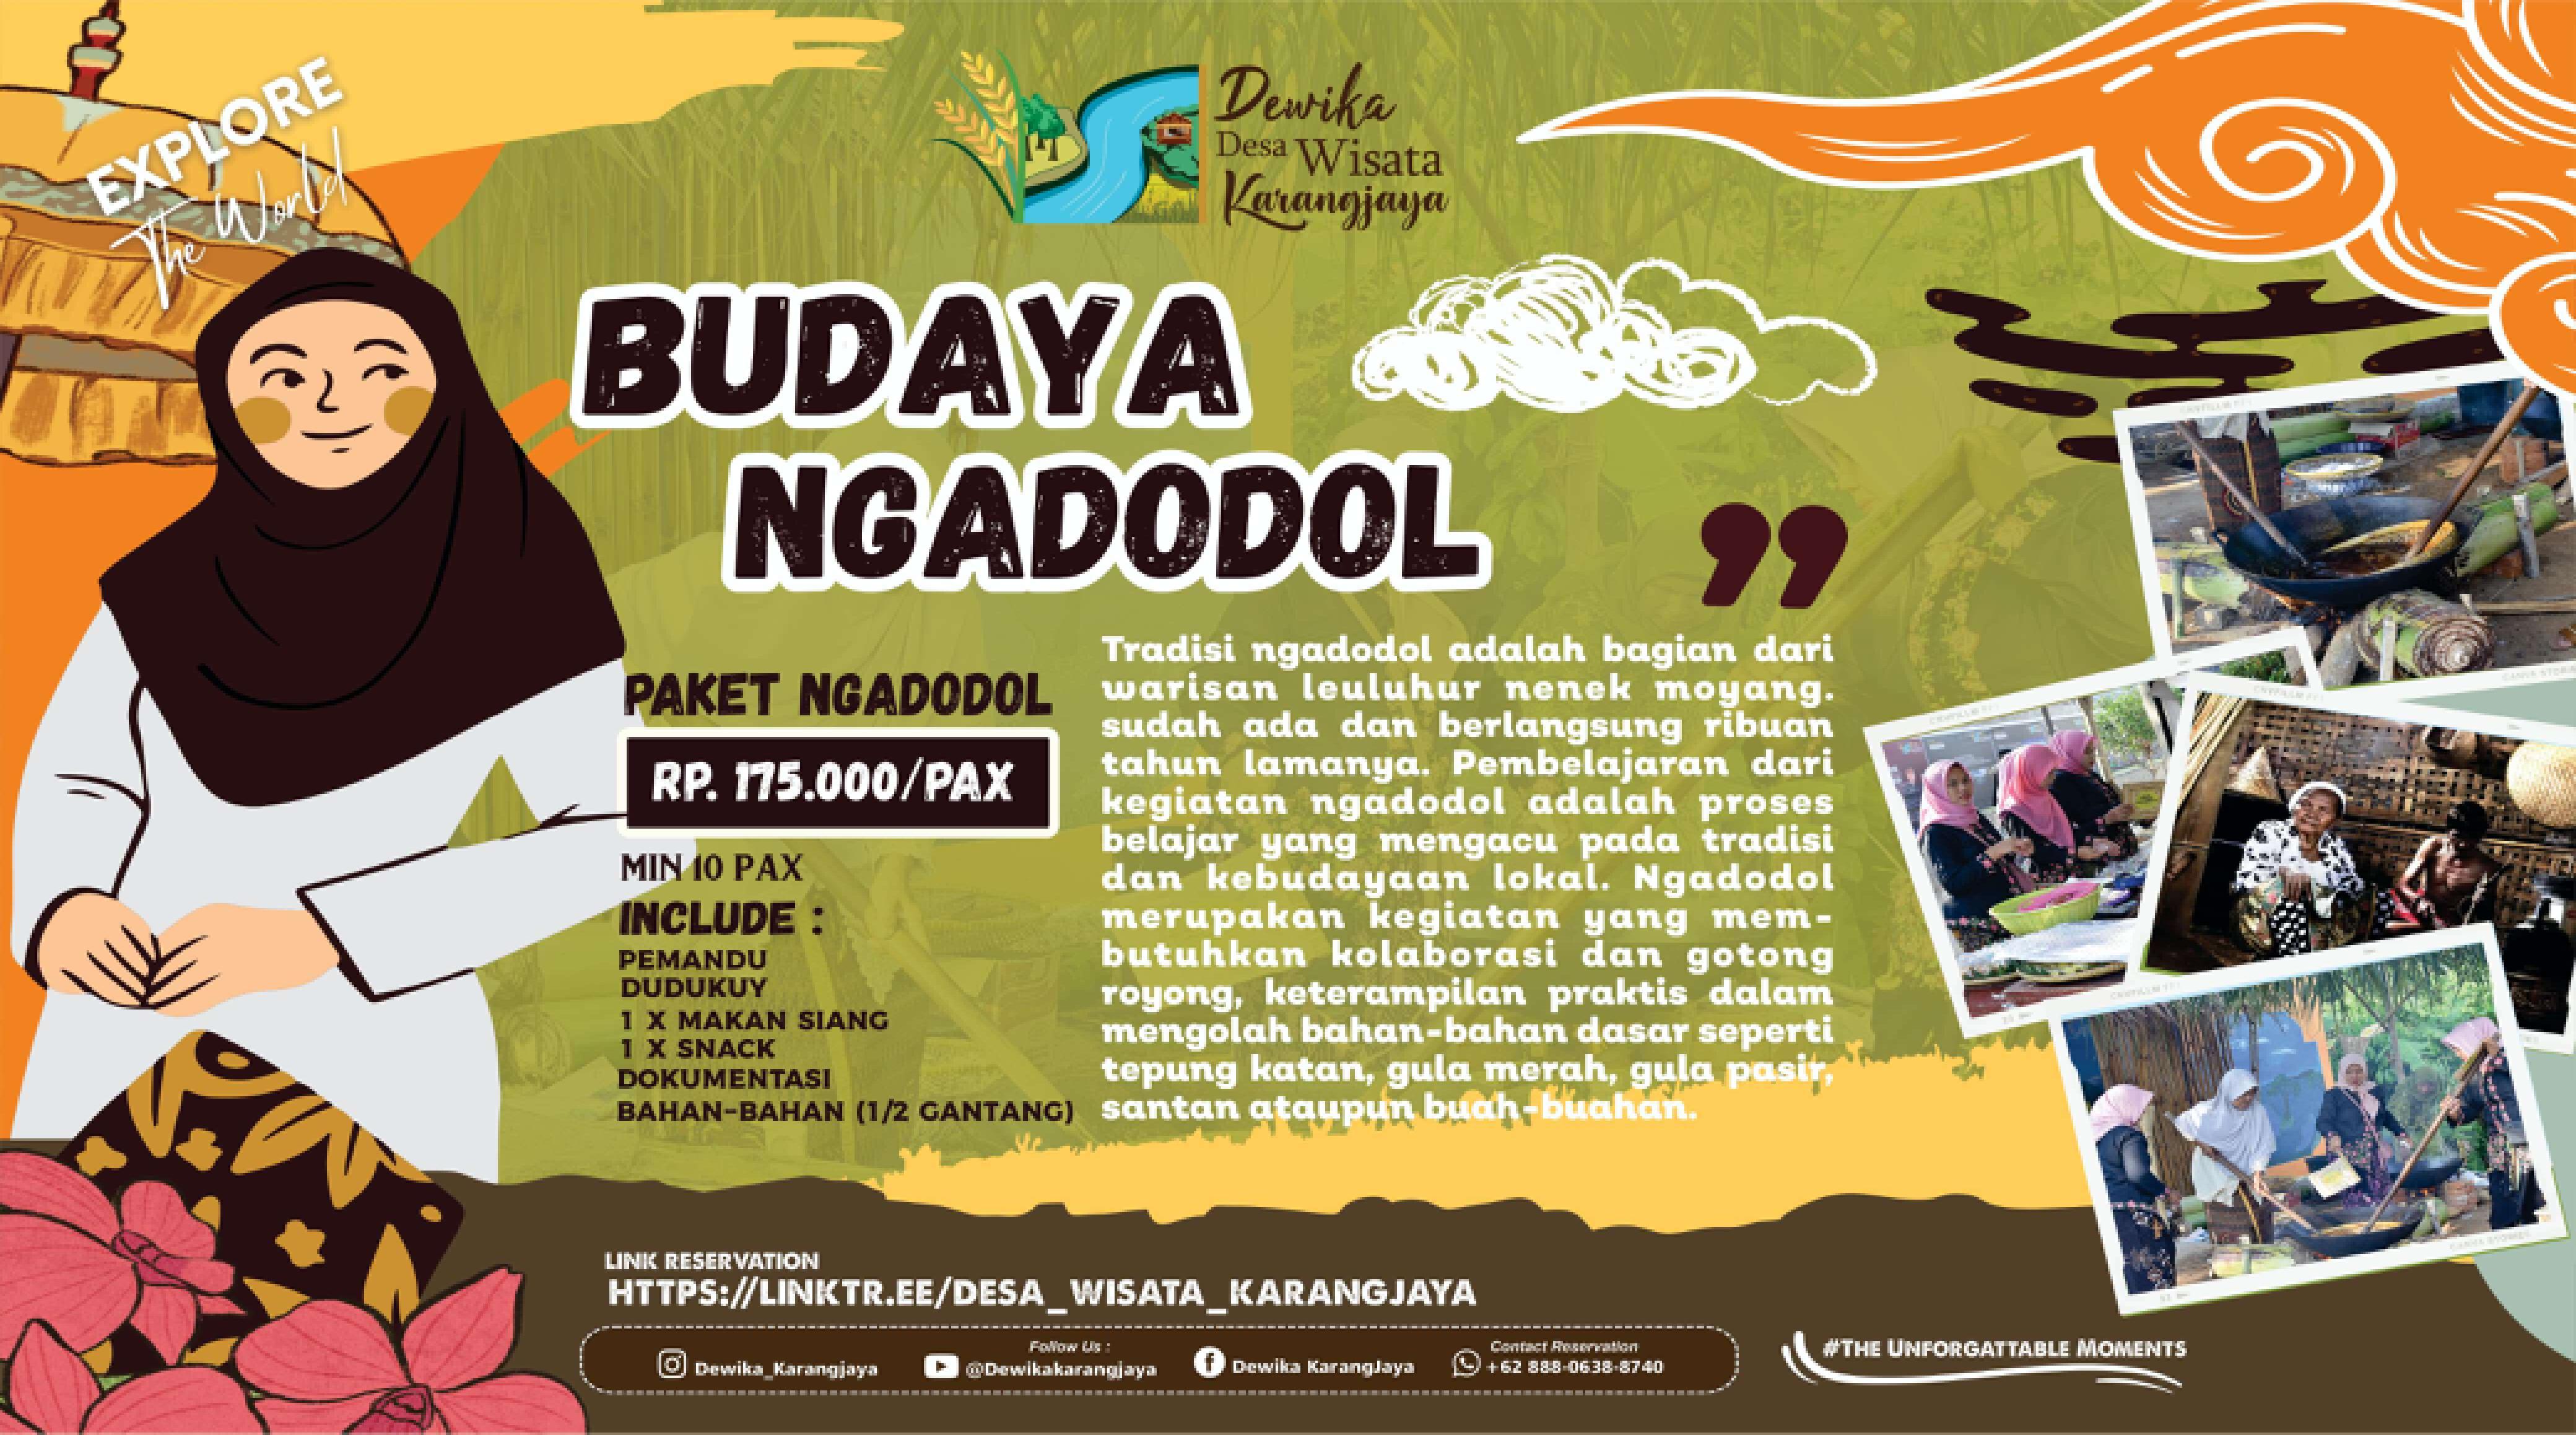 EXPLORE
The World
Dewika
Desa Wisata
Karangjaya
BUDAYA
NGADODOL
PAKET NGADODOL
RP. 175.000/PAX
MIN 10 PAX
INCLUDE :
PEMANDU
DUDUKUY
1 X MAKAN SIANG
1 X SNACK
DOKUMENTASI
BAHAN-BAHAN (1/2 GANTANG)
”
Tradisi ngadodol adalah bagian dari
warisan leuluhur nenek moyang.
sudah ada dan berlangsung ribuan
tahun lamanya. Pembelajaran dari
kegiatan ngadodol adalah proses
belajar yang mengacu pada tradisi
dan kebudayaan lokal. Ngadodol
merupakan kegiatan yang mem-
butuhkan kolaborasi dan gotong
royong, keterampilan praktis dalam
mengolah bahan-bahan dasar seperti
tepung katan, gula merah, gula pasir,
santan ataupun buah-buahan.
LINK RESERVATION
HTTPS://LINKTR.EE/DESA_WISATA_KARANGJAYA
Follow Us :
Contact Reservation
Dewika_Karangjaya
@Dewikakarangjaya
Dewika KarangJaya
+62 888-0638-8740
#THE UNFORGATTABLE MOMENTS